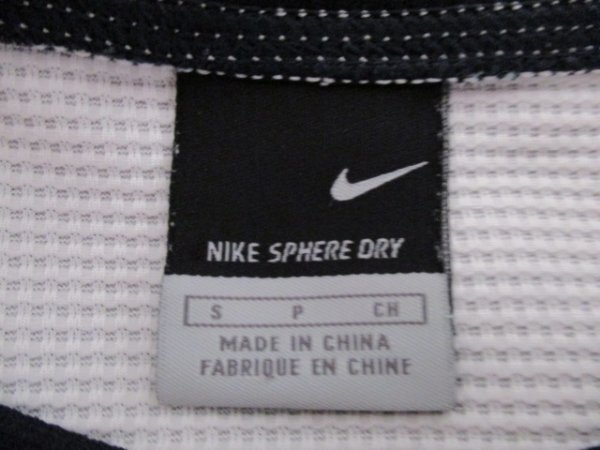 NIKE SPHERE DRY
S P CH
MADE IN CHINA
FABRIQUE EN CHINE